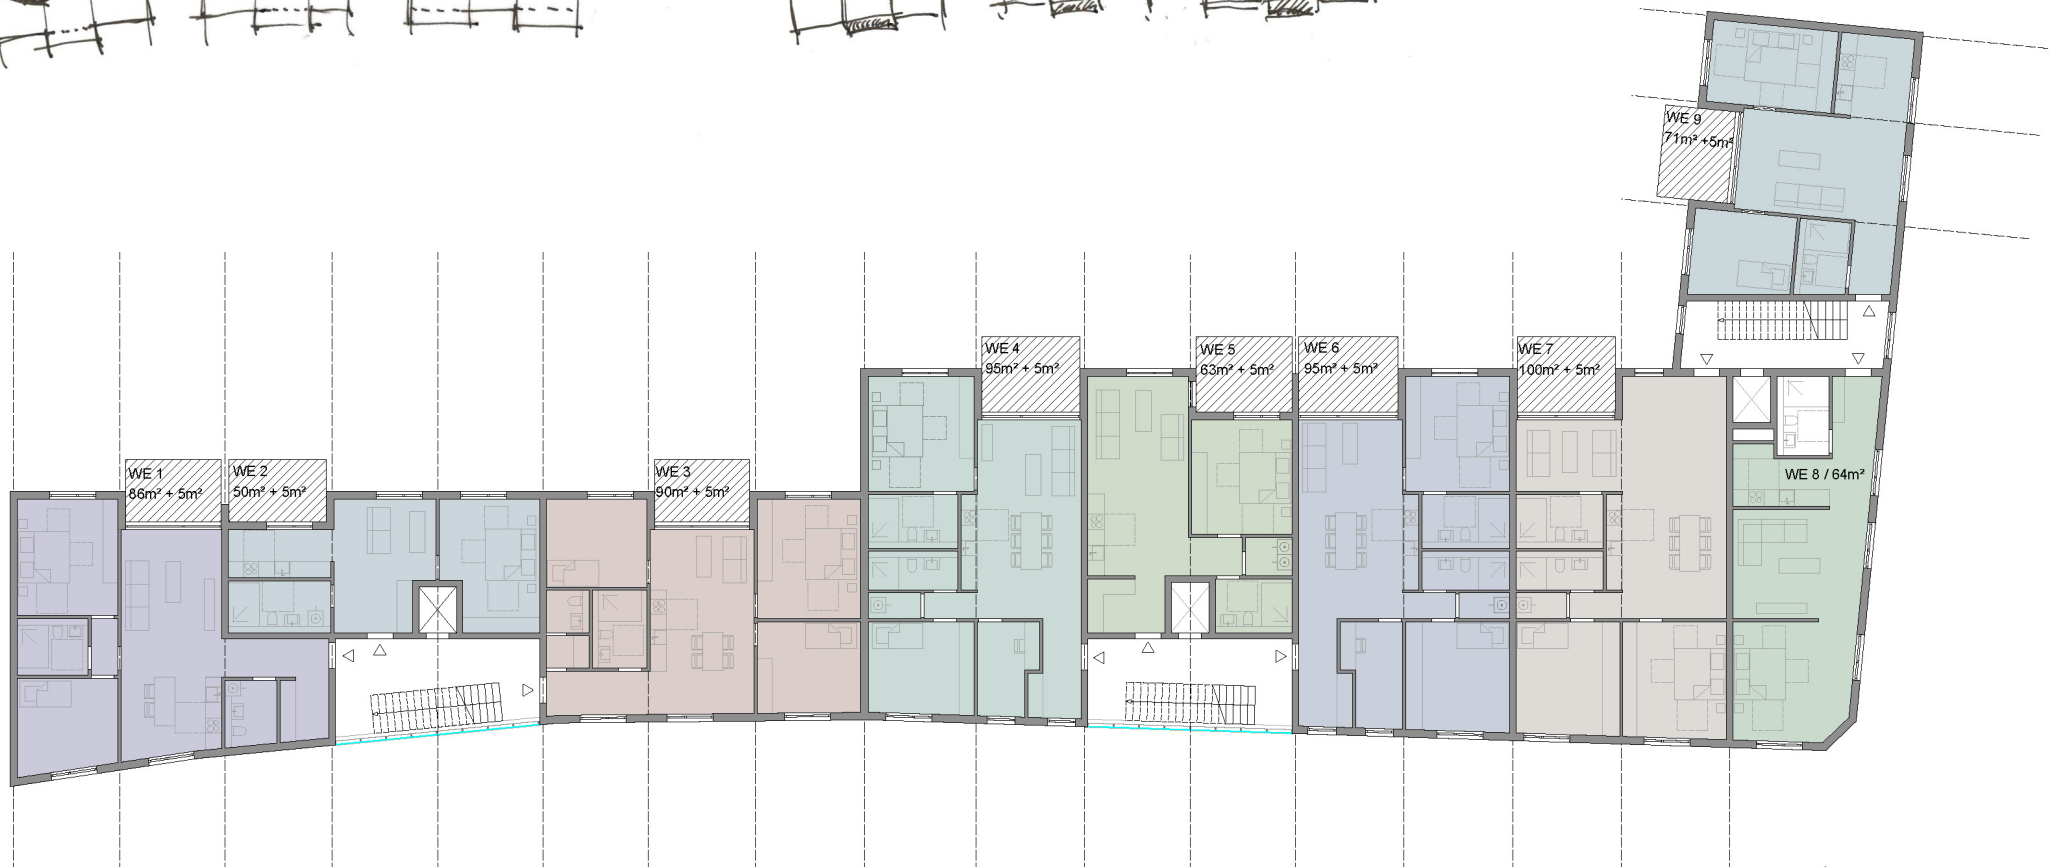 WE 1
86m² + 5m²
WE 2
50m² + 5m²
WE 3
90m² + 5m²
WE 4
95m² + 5m²
WE 5
63m² + 5m²
WE 6
95m² + 5m²
WE 7
100m² + 5m²
WE 8 / 64m²
WE 9
71m² +5m²